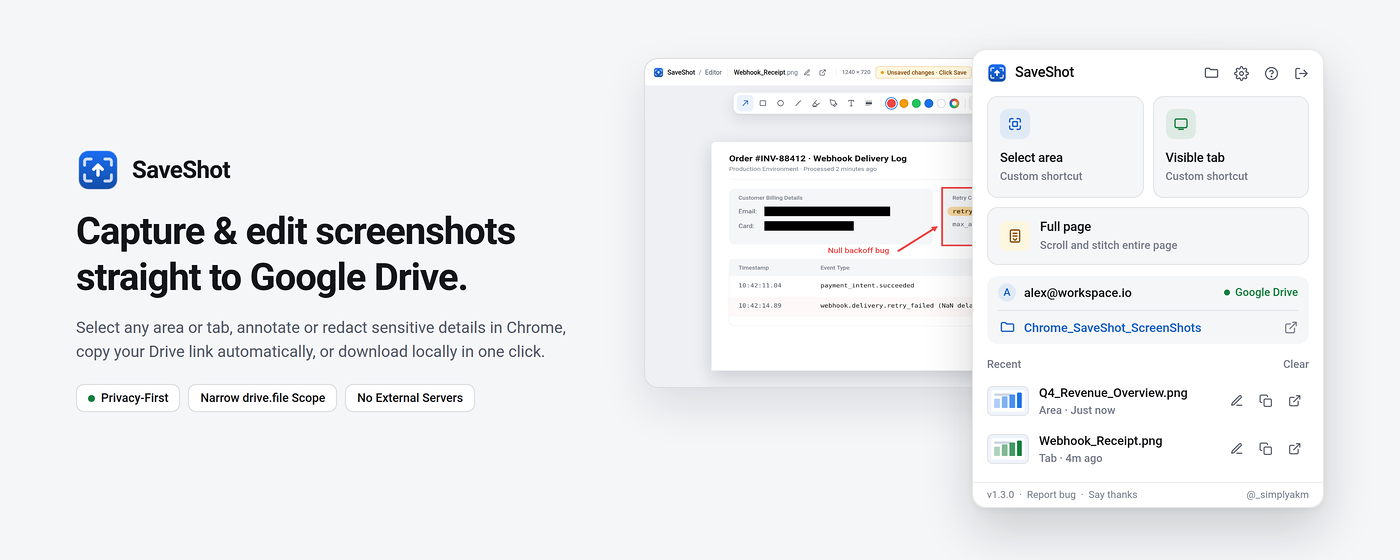 SaveShot
Capture & edit screenshots
straight to Google Drive.
Select any area or tab, annotate or redact sensitive details in Chrome,
copy your Drive link automatically, or download locally in one click.
Privacy-First
Narrow drive.file Scope
No External Servers
SaveShot / Editor
Webhook_Receipt.png
1240 × 720
Unsaved changes · Click Save
T
Order #INV-88412 · Webhook Delivery Log
Production Environment · Processed 2 minutes ago
Customer Billing Details
Email:
Card:
Retry C
retry
max_a
Null backoff bug
Timestamp Event Type
10:42:11.04 payment_intent.succeeded
10:42:14.89 webhook.delivery.retry_failed (NaN dela
SaveShot
Select area
Custom shortcut
Visible tab
Custom shortcut
Full page
Scroll and stitch entire page
A alex@workspace.io Google Drive
Chrome_SaveShot_ScreenShots
Recent Clear
Q4_Revenue_Overview.png
Area · Just now
Webhook_Receipt.png
Tab · 4m ago
v1.3.0 · Report bug · Say thanks @_simplyakm